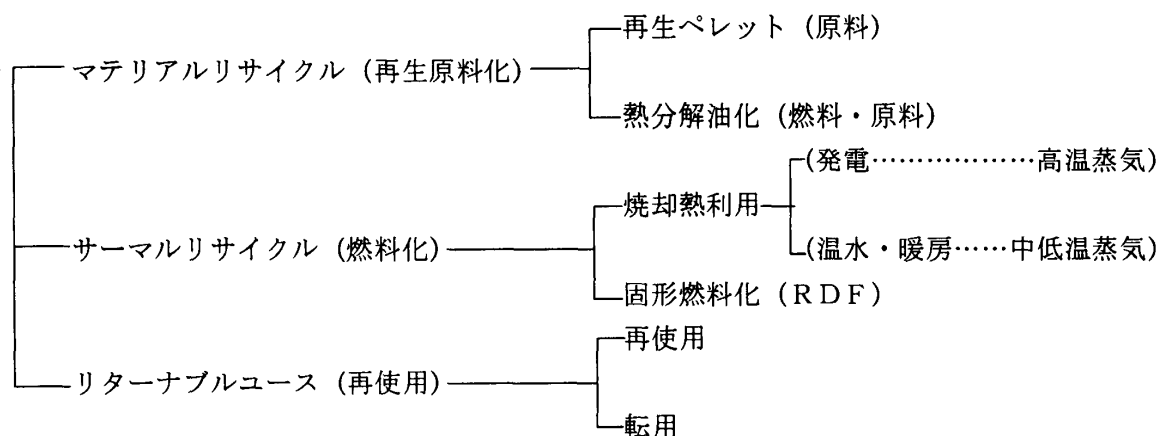 再生ペレット (原料)
マテリアルリサイクル (再生原料化)
熱分解油化 (燃料・原料)
(発電………………高温蒸気)
焼却熱利用
サーマルリサイクル (燃料化)
(温水・暖房……中低温蒸気)
固形燃料化 (RDF)
再使用
リターナブルユース (再使用)
転用